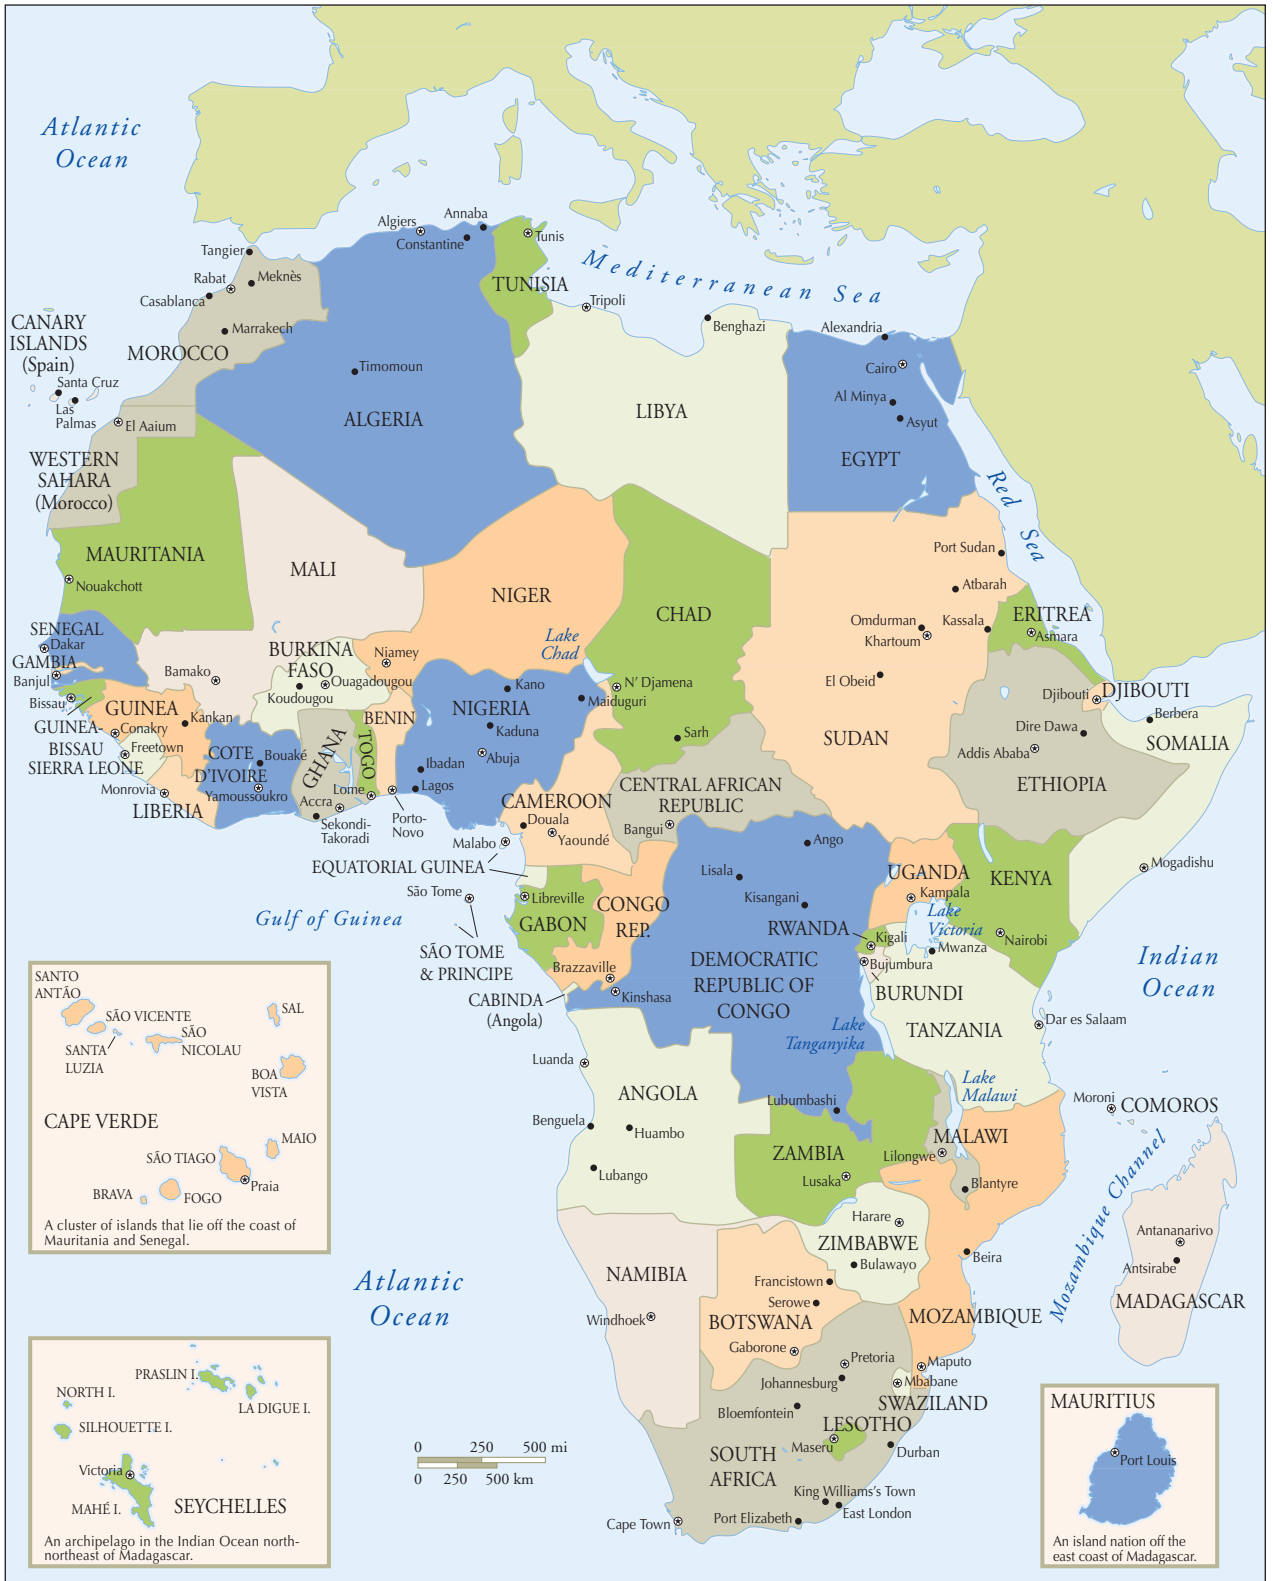 Atlantic
Ocean
Algiers
Annaba
Constantine
Tunis
Tangier
Rabat
Meknès
Casablanca
Marrakech
TUNISIA
Mediterranean Sea
Tripoli
Benghazi
Alexandria
Cairo
CANARY
ISLANDS
(Spain)
MOROCCO
Santa Cruz
Las
Palmas
El Aaium
Timomoun
ALGERIA
LIBYA
Al Minya
Asyut
EGYPT
WESTERN
SAHARA
(Morocco)
Red Sea
MAURITANIA
Nouakchott
MALI
NIGER
CHAD
Port Sudan
Atbarah
Omdurman
Khartoum
Kassala
ERITREA
Asmara
SENEGAL
Dakar
GAMBIA
Banjul
Bissau
GUINEA-
BISSAU
Bamako
BURKINA
FASO
Niamey
Ouagadougou
Koudougou
Lake
Chad
N' Djamena
Maiduguri
El Obeid
Djibouti
DJIBOUTI
Berbera
GUINEA
Kankan
Conakry
Freetown
SIERRA LEONE
Monrovia
LIBERIA
COTE
D'IVOIRE
Bouaké
Yamoussoukro
GHANA
TOGO
BENIN
Accra
Lome
Sekondi-
Takoradi
Porto-
Novo
NIGERIA
Kano
Kaduna
Abuja
Ibadan
Lagos
Sarh
SUDAN
Dire Dawa
Addis Ababa
ETHIOPIA
SOMALIA
CAMEROON
Douala
Yaoundé
CENTRAL AFRICAN
REPUBLIC
Bangui
Malabo
EQUATORIAL GUINEA
São Tome
SÃO TOME
& PRINCIPE
Gulf of Guinea
Libreville
GABON
CONGO
REP.
Brazzaville
CABINDA
(Angola)
Kinshasa
Ango
Lisala
Kisangani
DEMOCRATIC
REPUBLIC OF
CONGO
UGANDA
Kampala
KENYA
Nairobi
Mogadishu
RWANDA
Kigali
Lake
Victoria
Mwanza
Bujumbura
BURUNDI
TANZANIA
Dar es Salaam
Lake
Tanganyika
Indian
Ocean
Luanda
ANGOLA
Benguela
Huambo
Lubango
Lubumbashi
Lake
Malawi
ZAMBIA
Lusaka
MALAWI
Lilongwe
Blantyre
Moroni
COMOROS
Mozambique Channel
Harare
ZIMBABWE
Bulawayo
Beira
MOZAMBIQUE
Antananarivo
Antsirabe
MADAGASCAR
NAMIBIA
Windhoek
Francistown
Serowe
BOTSWANA
Gaborone
Pretoria
Johannesburg
Maputo
Mbabane
SWAZILAND
Bloemfontein
LESOTHO
Maseru
Durban
SOUTH
AFRICA
King Williams's Town
East London
Port Elizabeth
Cape Town
Atlantic
Ocean
0 250 500 mi
0 250 500 km
SANTO
ANTÃO
SÃO VICENTE
SANTA
LUZIA
SÃO
NICOLAU
SAL
BOA
VISTA
CAPE VERDE
MAIO
SÃO TIAGO
Praia
BRAVA
FOGO
A cluster of islands that lie off the coast of
Mauritania and Senegal.
PRASLIN I.
NORTH I.
LA DIGUE I.
SILHOUETTE I.
Victoria
MAHÉ I.
SEYCHELLES
An archipelago in the Indian Ocean north-
northeast of Madagascar.
MAURITIUS
Port Louis
An island nation off the
east coast of Madagascar.